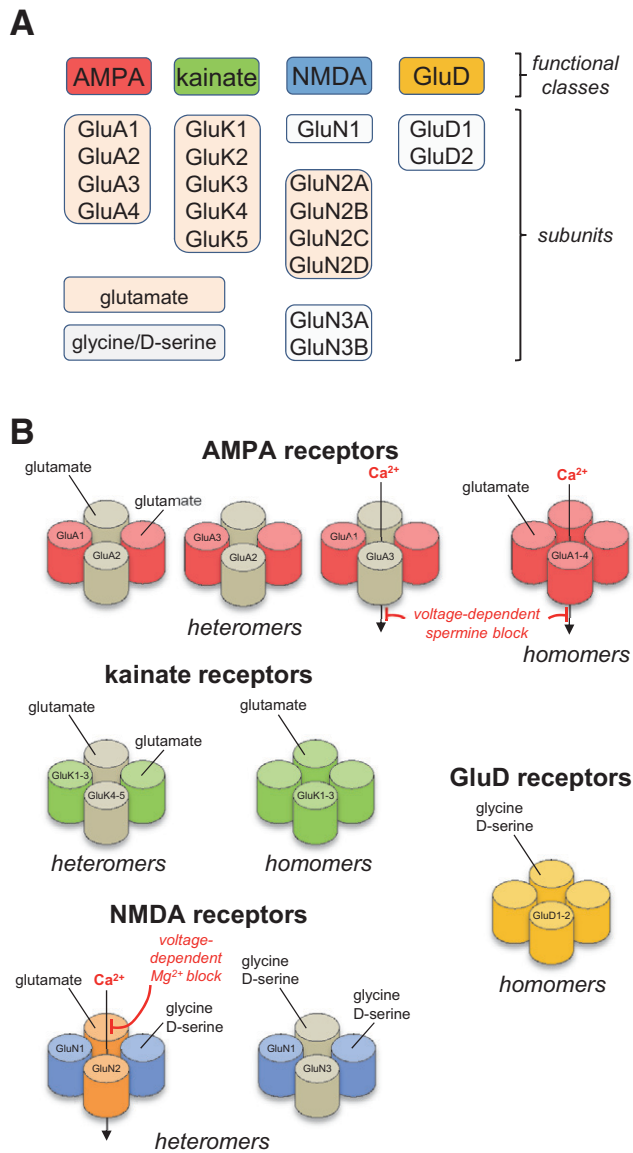 A
AMPA
kainate
NMDA
GluD
functional
classes
GluA1
GluA2
GluA3
GluA4
GluK1
GluK2
GluK3
GluK4
GluK5
GluN1
GluN2A
GluN2B
GluN2C
GluN2D
GluN3A
GluN3B
GluD1
GluD2
subunits
glutamate
glycine/D-serine
B
AMPA receptors
glutamate
glutamate
GluA1
GluA2
GluA3
GluA2
Ca²⁺
GluA1
GluA3
glutamate
Ca²⁺
GluA1-4
voltage-dependent
spermine block
heteromers
homomers
kainate receptors
glutamate
glutamate
GluK1-3
GluK4-5
heteromers
glutamate
GluK1-3
homomers
GluD receptors
glycine
D-serine
GluD1-2
homomers
NMDA receptors
voltage-
dependent
Mg²⁺ block
glutamate
Ca²⁺
glycine
D-serine
GluN1
GluN2
glycine
D-serine
glycine
D-serine
GluN1
GluN3
heteromers